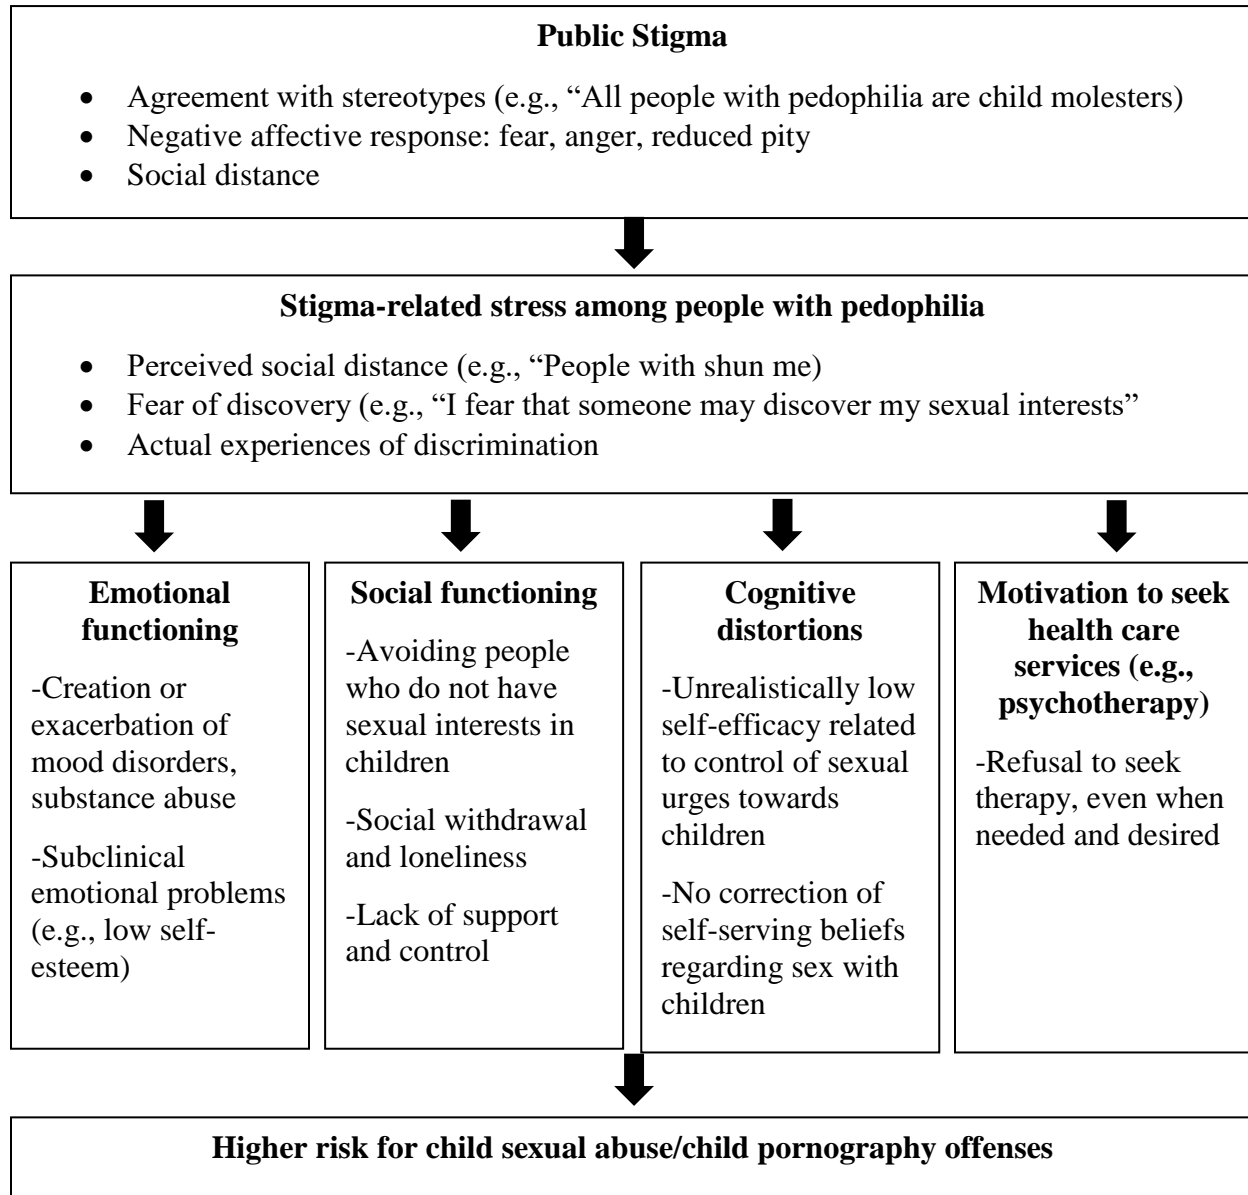 Public Stigma
• Agreement with stereotypes (e.g., “All people with pedophilia are child molesters)
• Negative affective response: fear, anger, reduced pity
• Social distance
Stigma-related stress among people with pedophilia
• Perceived social distance (e.g., “People with shun me)
• Fear of discovery (e.g., “I fear that someone may discover my sexual interests”
• Actual experiences of discrimination
Emotional
functioning
-Creation or
exacerbation of
mood disorders,
substance abuse
-Subclinical
emotional problems
(e.g., low self-
esteem)
Social functioning
-Avoiding people
who do not have
sexual interests in
children
-Social withdrawal
and loneliness
-Lack of support
and control
Cognitive
distortions
-Unrealistically low
self-efficacy related
to control of sexual
urges towards
children
-No correction of
self-serving beliefs
regarding sex with
children
Motivation to seek
health care
services (e.g.,
psychotherapy)
-Refusal to seek
therapy, even when
needed and desired
Higher risk for child sexual abuse/child pornography offenses